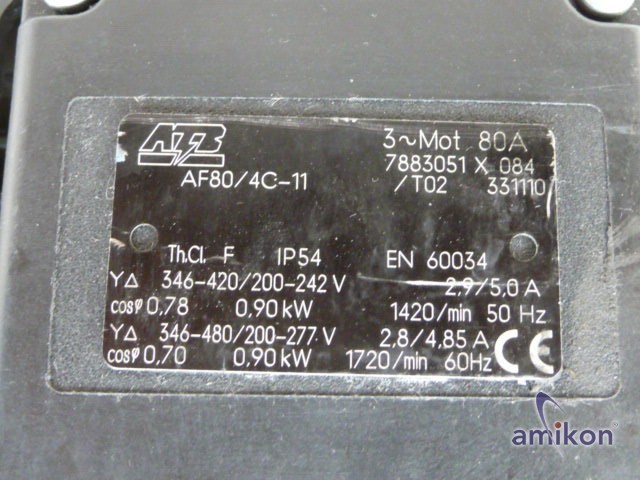 ATB
3~Mot 80A
7883051 X 084
AF80/4C-11
/T02 331110
Th.Cl. F IP54 EN 60034
Y∆ 346-420/200-242 V 2,9/5,0 A
cosφ 0,78 0,90 kW 1420/min 50 Hz
Y∆ 346-480/200-277 V 2,8/4,85 A
cosφ 0,70 0,90 kW 1720/min 60Hz CE
amikon